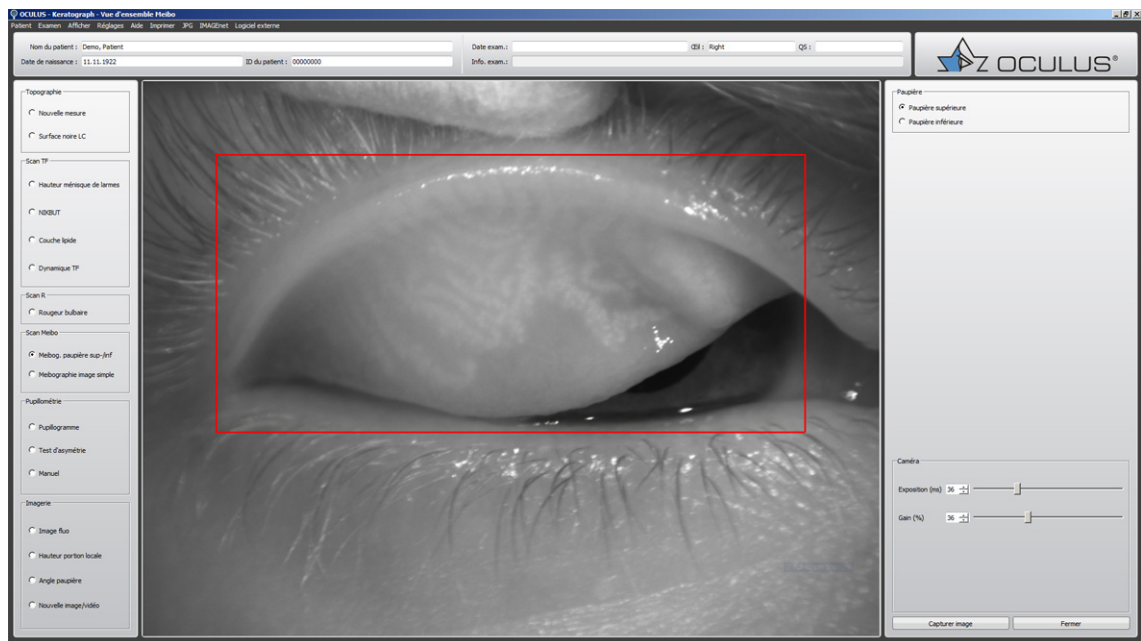 OCULUS - Keratograph - Vue d'ensemble Meibo
Patient Examen Afficher Réglages Aide Imprimer JPG IMAGEnet Logiciel externe
Nom du patient : Demo, Patient
Date exam.:
Œil : Right
QS :
Date de naissance : 11.11.1922
ID du patient : 00000000
Info. exam.:
OCULUS®
Topographie
Nouvelle mesure
Surface noire LC
Scan TF
Hauteur ménisque de larmes
NIKBUT
Couche lipide
Dynamique TF
Scan R
Rougeur bulbaire
Scan Meibo
Meibog. paupière sup-/inf
Meibographie image simple
Pupillométrie
Pupillogramme
Test d'asymétrie
Manuel
Imagerie
Image fluo
Hauteur portion locale
Angle paupière
Nouvelle image/vidéo
Paupière
Paupière supérieure
Paupière inférieure
Caméra
Exposition (ms) 36
Gain (%) 36
Capturer image
Fermer